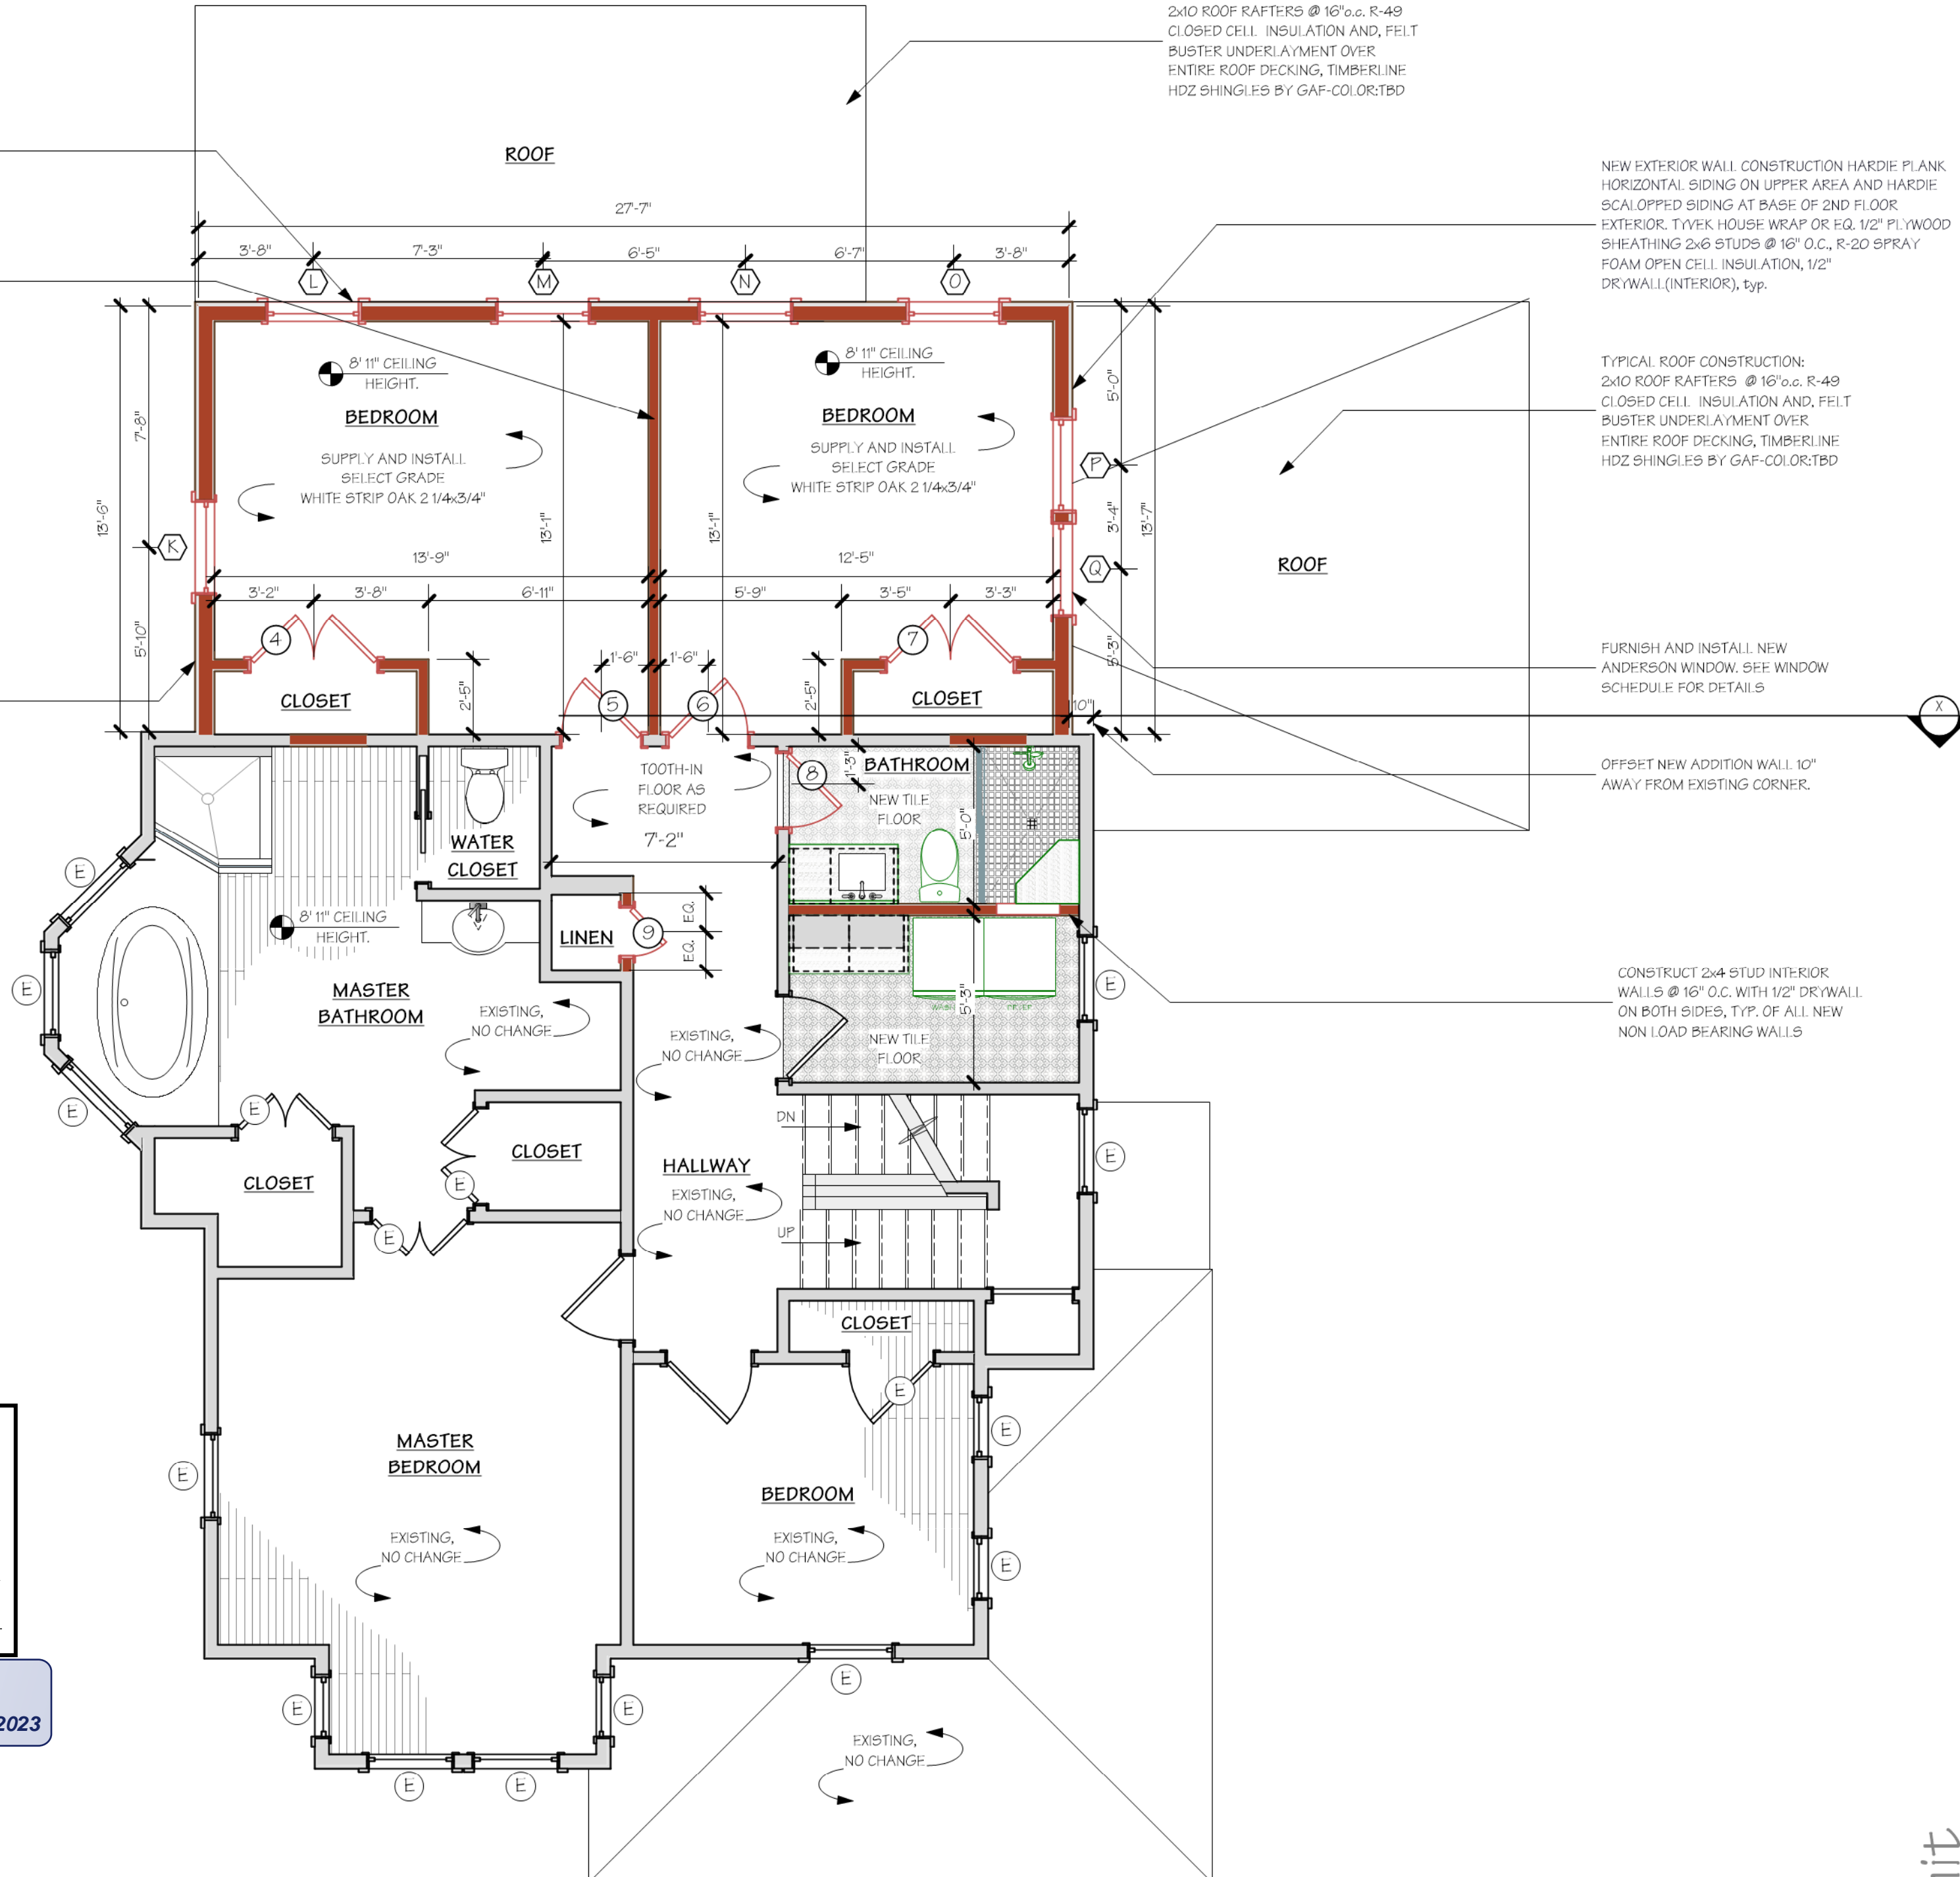 2x10 ROOF RAFTERS @ 16"o.c. R-49
CLOSED CELL INSULATION AND, FELT
BUSTER UNDERLAYMENT OVER
ENTIRE ROOF DECKING, TIMBERLINE
HDZ SHINGLES BY GAF-COLOR:TBD
ROOF
NEW EXTERIOR WALL CONSTRUCTION HARDIE PLANK
HORIZONTAL SIDING ON UPPER AREA AND HARDIE
SCALOPPED SIDING AT BASE OF 2ND FLOOR
EXTERIOR. TYVEK HOUSE WRAP OR EQ. 1/2" PLYWOOD
SHEATHING 2x6 STUDS @ 16" O.C., R-20 SPRAY
FOAM OPEN CELL INSULATION, 1/2"
DRYWALL(INTERIOR), typ.
27'-7"
3'-8"
7'-3"
6'-5"
6'-7"
3'-8"
L
M
N
O
8' 11" CEILING
HEIGHT.
BEDROOM
SUPPLY AND INSTALL
SELECT GRADE
WHITE STRIP OAK 2 1/4x3/4"
8' 11" CEILING
HEIGHT.
BEDROOM
SUPPLY AND INSTALL
SELECT GRADE
WHITE STRIP OAK 2 1/4x3/4"
TYPICAL ROOF CONSTRUCTION:
2x10 ROOF RAFTERS @ 16"o.c. R-49
CLOSED CELL INSULATION AND, FELT
BUSTER UNDERLAYMENT OVER
ENTIRE ROOF DECKING, TIMBERLINE
HDZ SHINGLES BY GAF-COLOR:TBD
13'-6"
7'-8"
5'-10"
K
13'-1"
13'-1"
5'-0"
P
3'-4"
13'-7"
Q
5'-3"
ROOF
13'-9"
12'-5"
3'-2"
3'-8"
6'-11"
5'-9"
3'-5"
3'-3"
4
7
1'-6"
1'-6"
2'-5"
2'-5"
5
6
CLOSET
CLOSET
10"
FURNISH AND INSTALL NEW
ANDERSON WINDOW. SEE WINDOW
SCHEDULE FOR DETAILS
X
OFFSET NEW ADDITION WALL 10"
AWAY FROM EXISTING CORNER.
TOOTH-IN
FLOOR AS
REQUIRED
7'-2"
8
1'-3"
BATHROOM
NEW TILE
FLOOR
5'-0"
WATER
CLOSET
E
8' 11" CEILING
HEIGHT.
LINEN
9
EQ.
EQ.
E
MASTER
BATHROOM
EXISTING,
NO CHANGE
EXISTING,
NO CHANGE
5'-3"
NEW TILE
FLOOR
E
CONSTRUCT 2x4 STUD INTERIOR
WALLS @ 16" O.C. WITH 1/2" DRYWALL
ON BOTH SIDES, TYP. OF ALL NEW
NON LOAD BEARING WALLS
E
E
DN
CLOSET
HALLWAY
E
CLOSET
E
EXISTING,
NO CHANGE
UP
E
CLOSET
E
MASTER
BEDROOM
E
E
BEDROOM
EXISTING,
NO CHANGE
EXISTING,
NO CHANGE
E
E
E
E
2023
EXISTING,
NO CHANGE
E
E